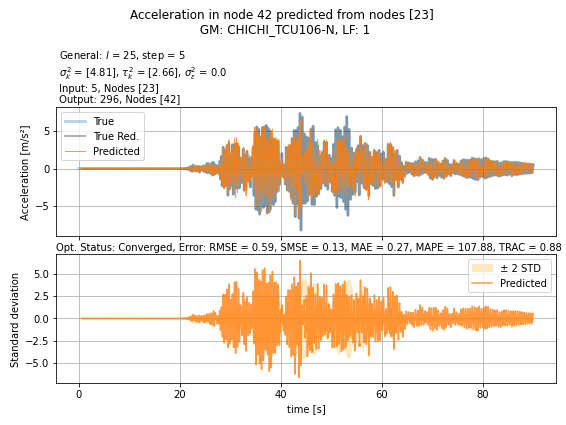 Acceleration in node 42 predicted from nodes [23]
GM: CHICHI_TCU106-N, LF: 1
General: l = 25, step = 5
σ²ₖ = [4.81], τ²ₖ = [2.66], σ²ε = 0.0
Input: 5, Nodes [23]
Output: 296, Nodes [42]
True
True Red.
Predicted
Acceleration [m/s²]
5
0
−5
Opt. Status: Converged, Error: RMSE = 0.59, SMSE = 0.13, MAE = 0.27, MAPE = 107.88, TRAC = 0.88
± 2 STD
Predicted
Standard deviation
5.0
2.5
0.0
−2.5
−5.0
0 20 40 60 80
time [s]